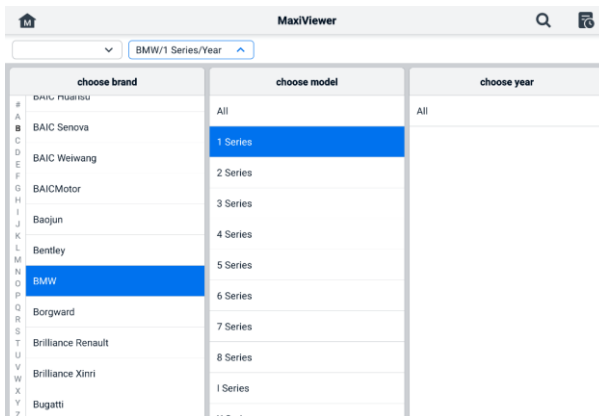 MaxiViewer
BMW/1 Series/Year
choose brand
choose model
choose year
#
A
B
C
D
E
F
G
H
I
J
K
L
M
N
O
P
Q
R
S
T
U
V
W
X
Y
Z
BAIC Huansu
BAIC Senova
BAIC Weiwang
BAICMotor
Baojun
Bentley
BMW
Borgward
Brilliance Renault
Brilliance Xinri
Bugatti
All
1 Series
2 Series
3 Series
4 Series
5 Series
6 Series
7 Series
8 Series
I Series
All